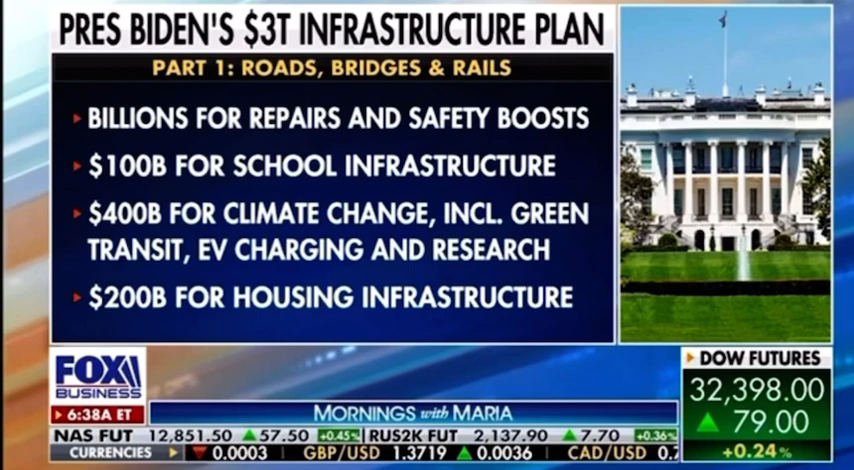 PRES BIDEN'S $3T INFRASTRUCTURE PLAN
PART 1: ROADS, BRIDGES & RAILS
BILLIONS FOR REPAIRS AND SAFETY BOOSTS
$100B FOR SCHOOL INFRASTRUCTURE
$400B FOR CLIMATE CHANGE, INCL. GREEN
TRANSIT, EV CHARGING AND RESEARCH
$200B FOR HOUSING INFRASTRUCTURE
FOX
BUSINESS
6:38A ET
MORNINGS with MARIA
DOW FUTURES
32,398.00
79.00
+0.24%
NAS FUT 12,851.50 57.50 +0.45% RUS2K FUT 2,137.90 7.70 +0.36%
CURRENCIES 0.0003 GBP/USD 1.3719 0.0036 CAD/USD 0.7